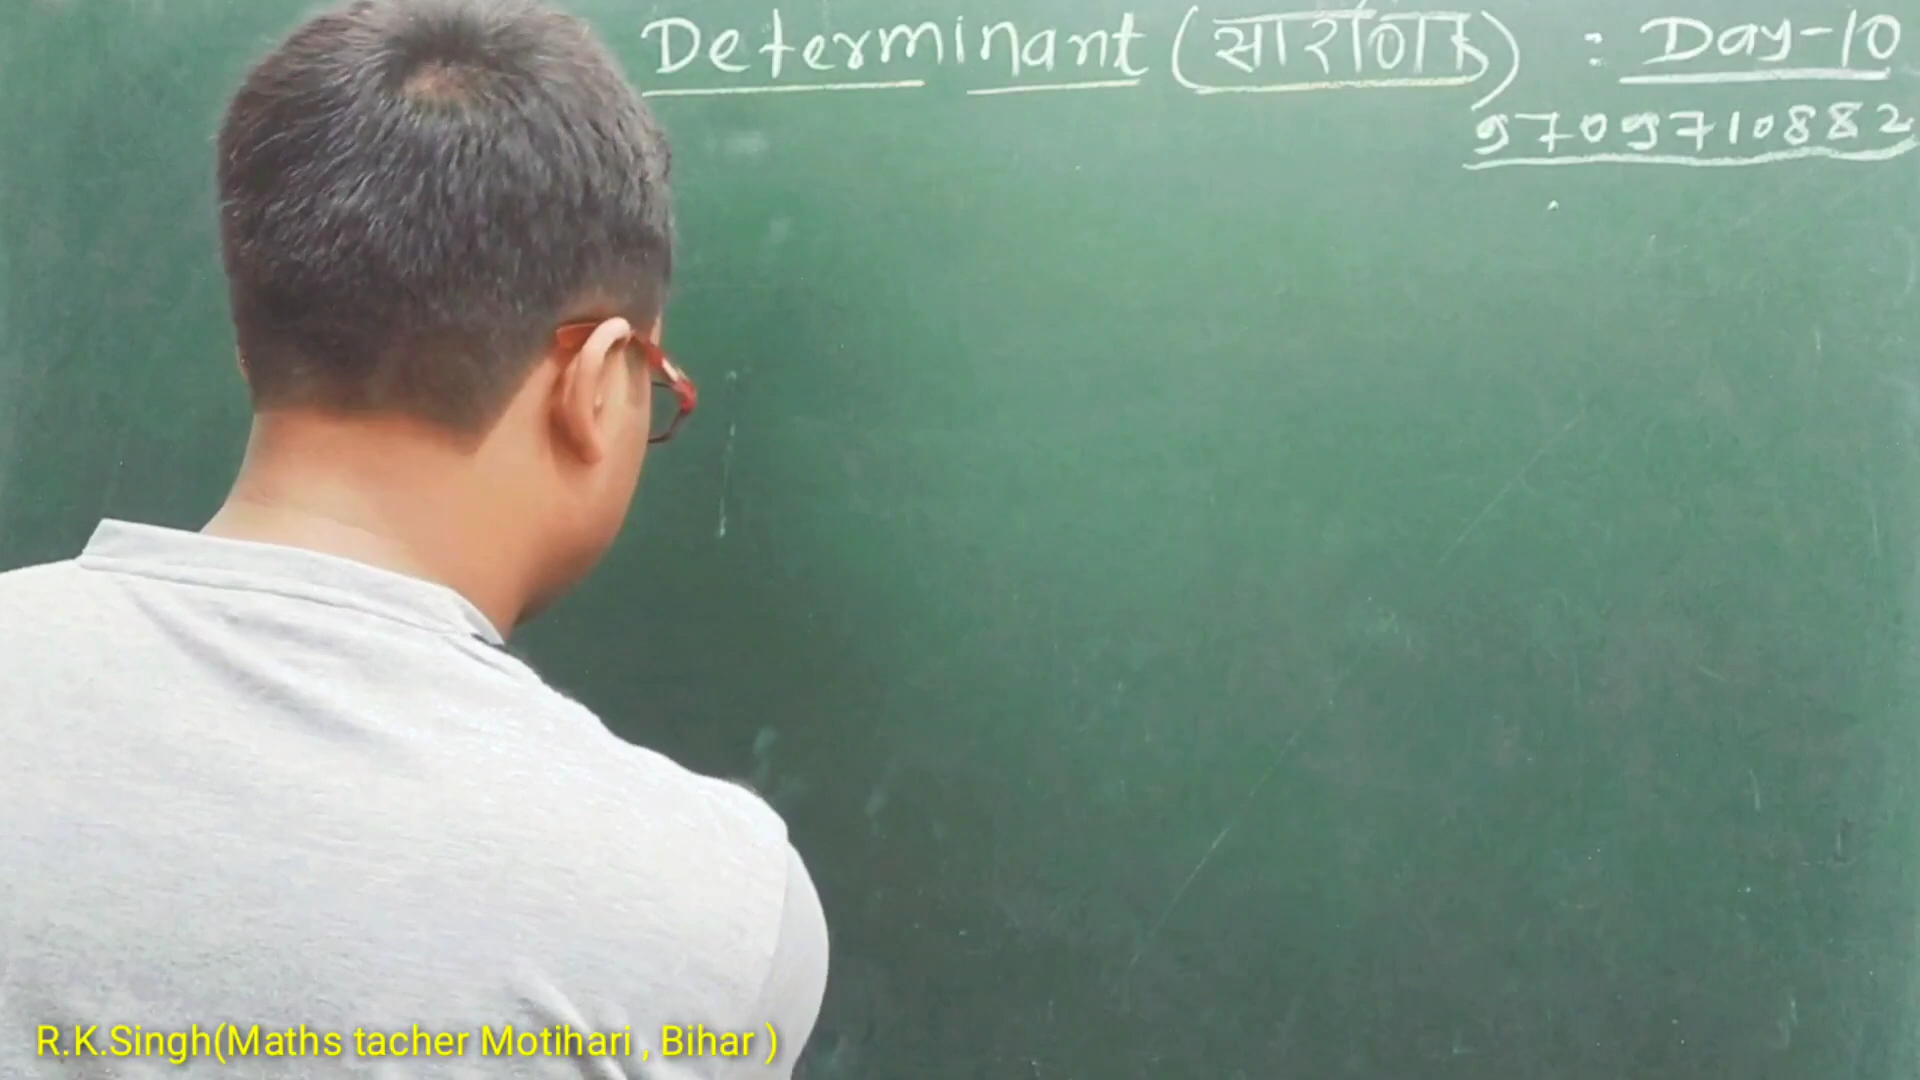 Determinant (सारणिक) : Day-10
9709710882
R.K.Singh(Maths tacher Motihari , Bihar )